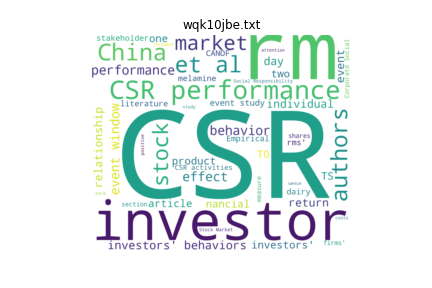 wqk10jbe.txt
stakeholder one market rm
China CANOF attention
et al day event
performance melamine two Corporate Social
Social Responsibility
CSR performance
literature event study individual
relationship event window stock CSR authors
behavior shares
positive Empirical rms'
product TO
CSR activities
effect TS
measure dairy
section article nancial return
investor
Stock Market
investors' behaviors investors' firms'
study